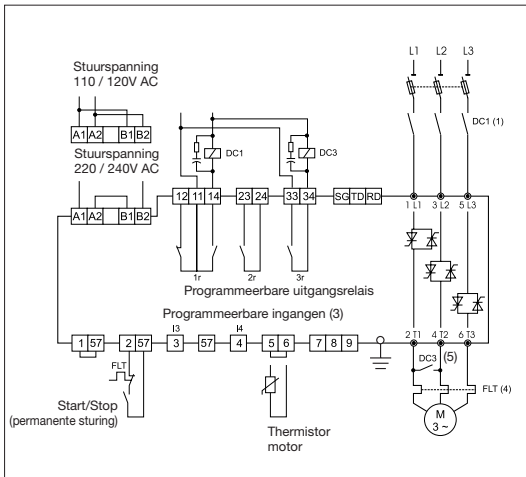 Stuurspanning
110 / 120V AC
A1 A2 B1 B2
Stuurspanning
220 / 240V AC
A1 A2 B1 B2
L1 L2 L3
DC1 (1)
DC1 DC3
12 11 14 23 24 33 34 SG TD RD
1 L1 3 L2 5 L3
1r 2r 3r
Programmeerbare uitgangsrelais
Programmeerbare ingangen (3)
I3 I4
1 57 2 57 3 57 4 5 6 7 8 9
2 T1 4 T2 6 T3
(5)
DC3
FLT
FLT (4)
Start/Stop
(permanente sturing)
Thermistor
motor
M
3 ~